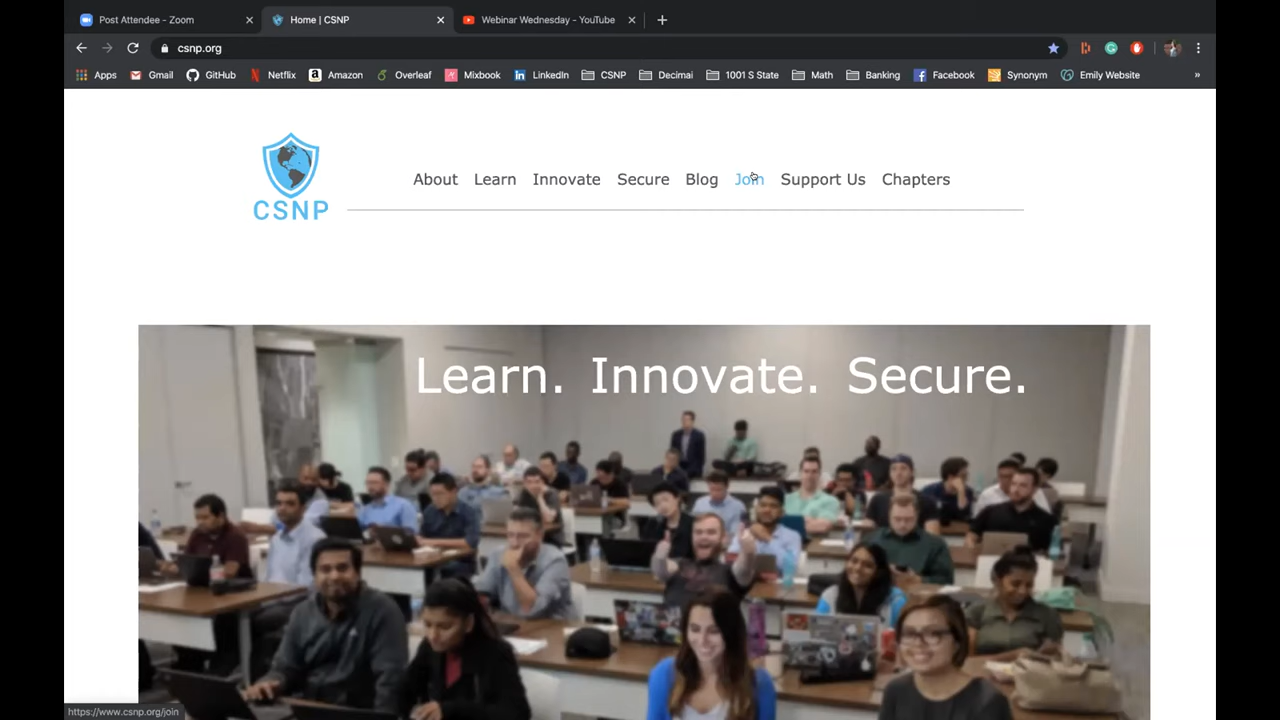 Post Attendee - Zoom
Home | CSNP
Webinar Wednesday - YouTube
csnp.org
Apps Gmail GitHub Netflix Amazon Overleaf Mixbook LinkedIn CSNP Decimai 1001 S State Math Banking Facebook Synonym Emily Website »
CSNP
About Learn Innovate Secure Blog Join Support Us Chapters
Learn. Innovate. Secure.
https://www.csnp.org/join